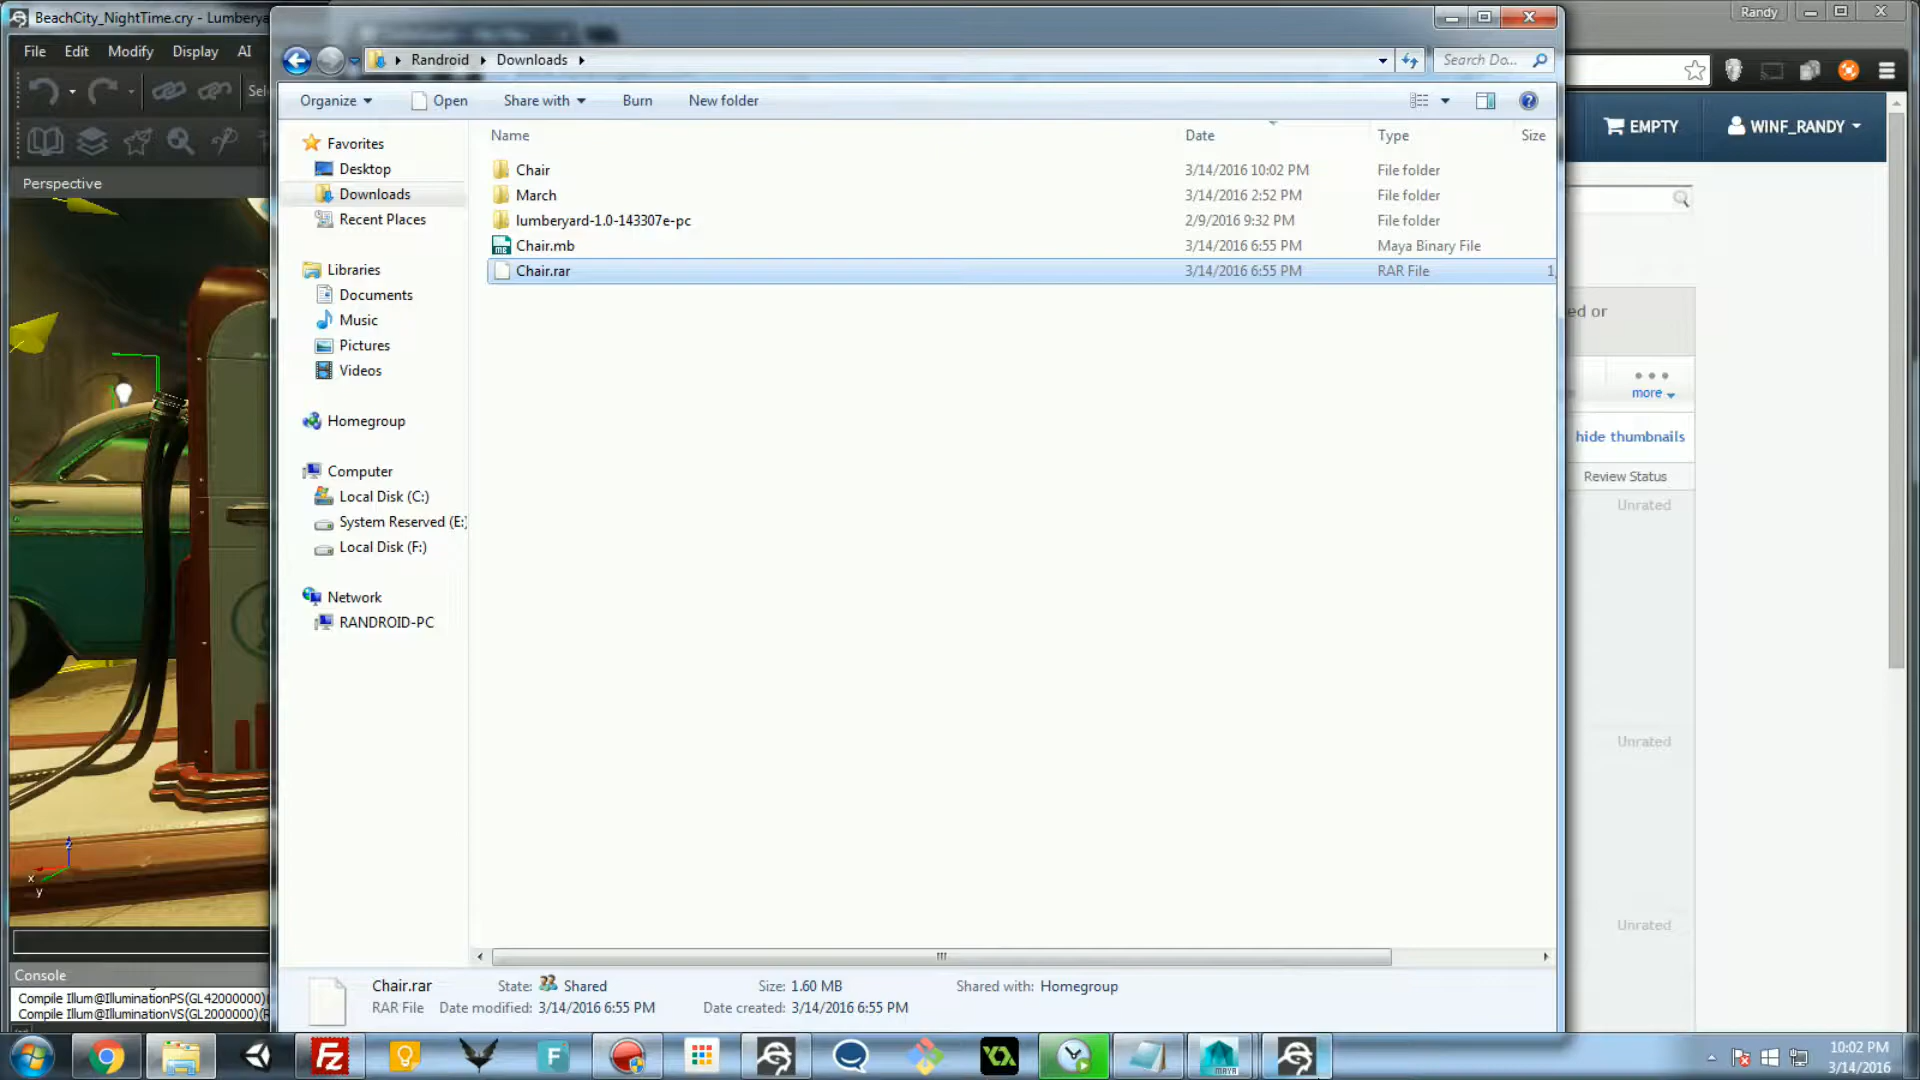 BeachCity_NightTime.cry - Lumberya
Randy
File Edit Modify Display AI
Randroid Downloads
Search Do...
Sel
Organize Open Share with Burn New folder
EMPTY WINF_RANDY
Perspective
Name Date Type Size
Favorites
Desktop
Downloads
Recent Places
Libraries
Documents
Music
Pictures
Videos
Homegroup
Computer
Local Disk (C:)
System Reserved (E:)
Local Disk (F:)
Network
RANDROID-PC
Chair 3/14/2016 10:02 PM File folder
March 3/14/2016 2:52 PM File folder
lumberyard-1.0-143307e-pc 2/9/2016 9:32 PM File folder
Chair.mb 3/14/2016 6:55 PM Maya Binary File
Chair.rar 3/14/2016 6:55 PM RAR File 1,
ed or
more
hide thumbnails
Review Status
Unrated
Unrated
Unrated
x
y
z
Console
Compile Illum@IlluminationPS(GL42000000)(
Compile Illum@IlluminationVS(GL2000000)(
Chair.rar State: Shared Size: 1.60 MB Shared with: Homegroup
RAR File Date modified: 3/14/2016 6:55 PM Date created: 3/14/2016 6:55 PM
MAYA
10:02 PM
3/14/2016